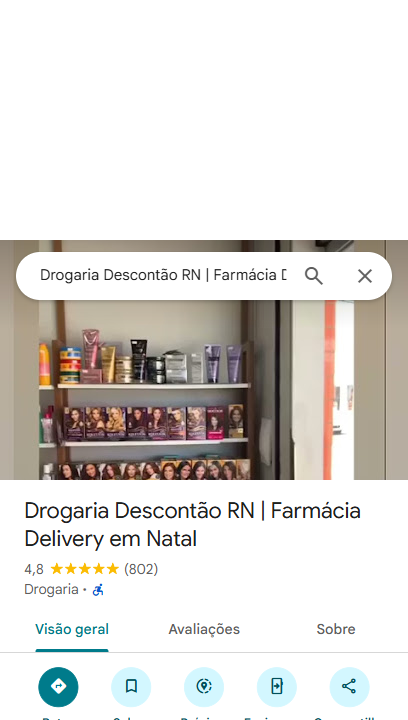 Drogaria Descontão RN | Farmácia D
Drogaria Descontão RN | Farmácia
Delivery em Natal
4,8 ★★★★★ (802)
Drogaria ·
Visão geral
Avaliações
Sobre